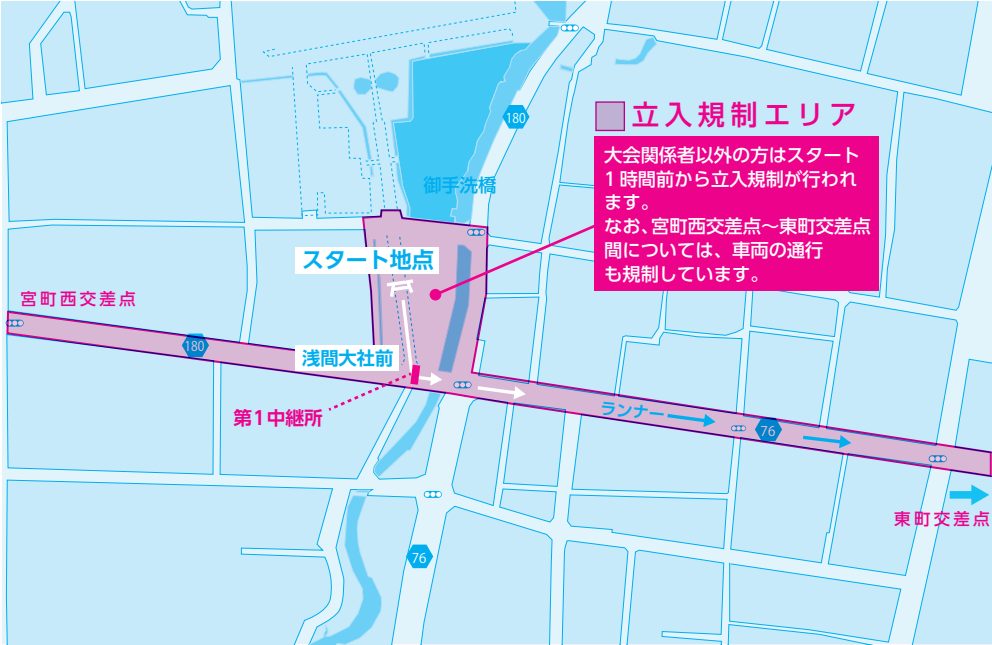 180
立入規制エリア
大会関係者以外の方はスタート
1時間前から立入規制が行われ
ます。
なお、宮町西交差点〜東町交差点
間については、車両の通行
も規制しています。
御手洗橋
スタート地点
宮町西交差点
180
浅間大社前
第1中継所
ランナー
76
東町交差点
76